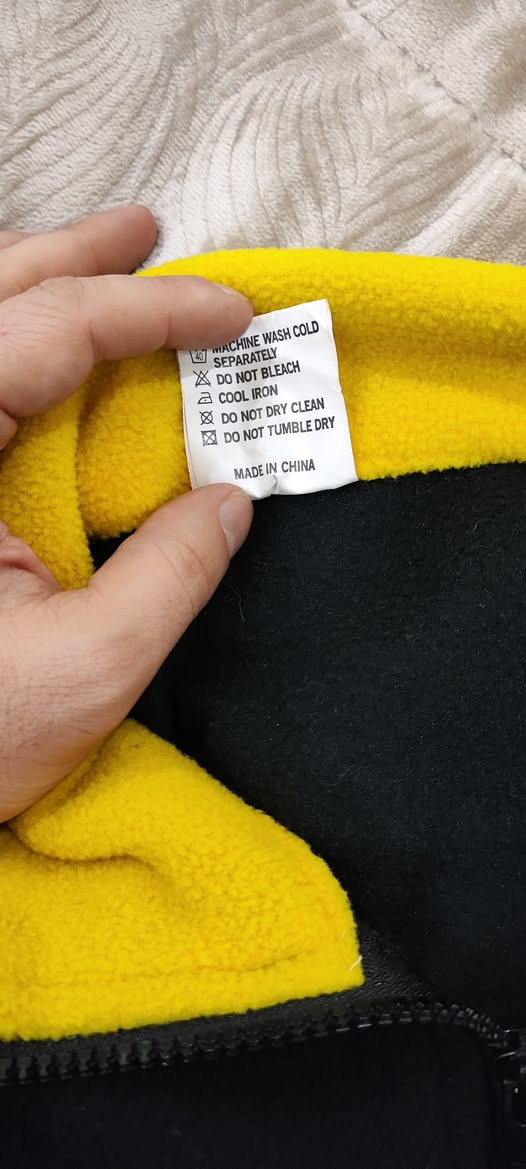 MACHINE WASH COLD
40 SEPARATELY
DO NOT BLEACH
COOL IRON
DO NOT DRY CLEAN
DO NOT TUMBLE DRY
MADE IN CHINA